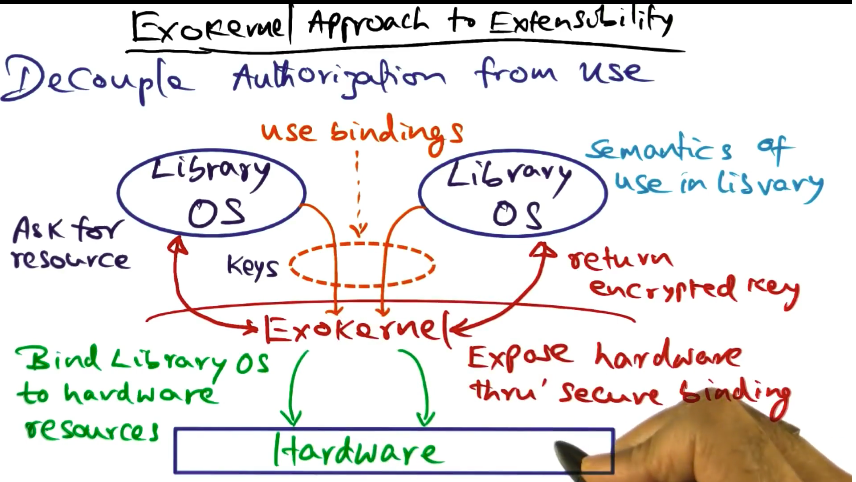 Exokernel Approach to Extensibility
Decouple Authorization from use
use bindings
Library
OS
Library
OS
semantics of
use in library
Ask for
resource
Keys
return
encrypted key
Exokernel
Bind Library OS
to hardware
resources
Expose hardware
thru' secure binding
Hardware